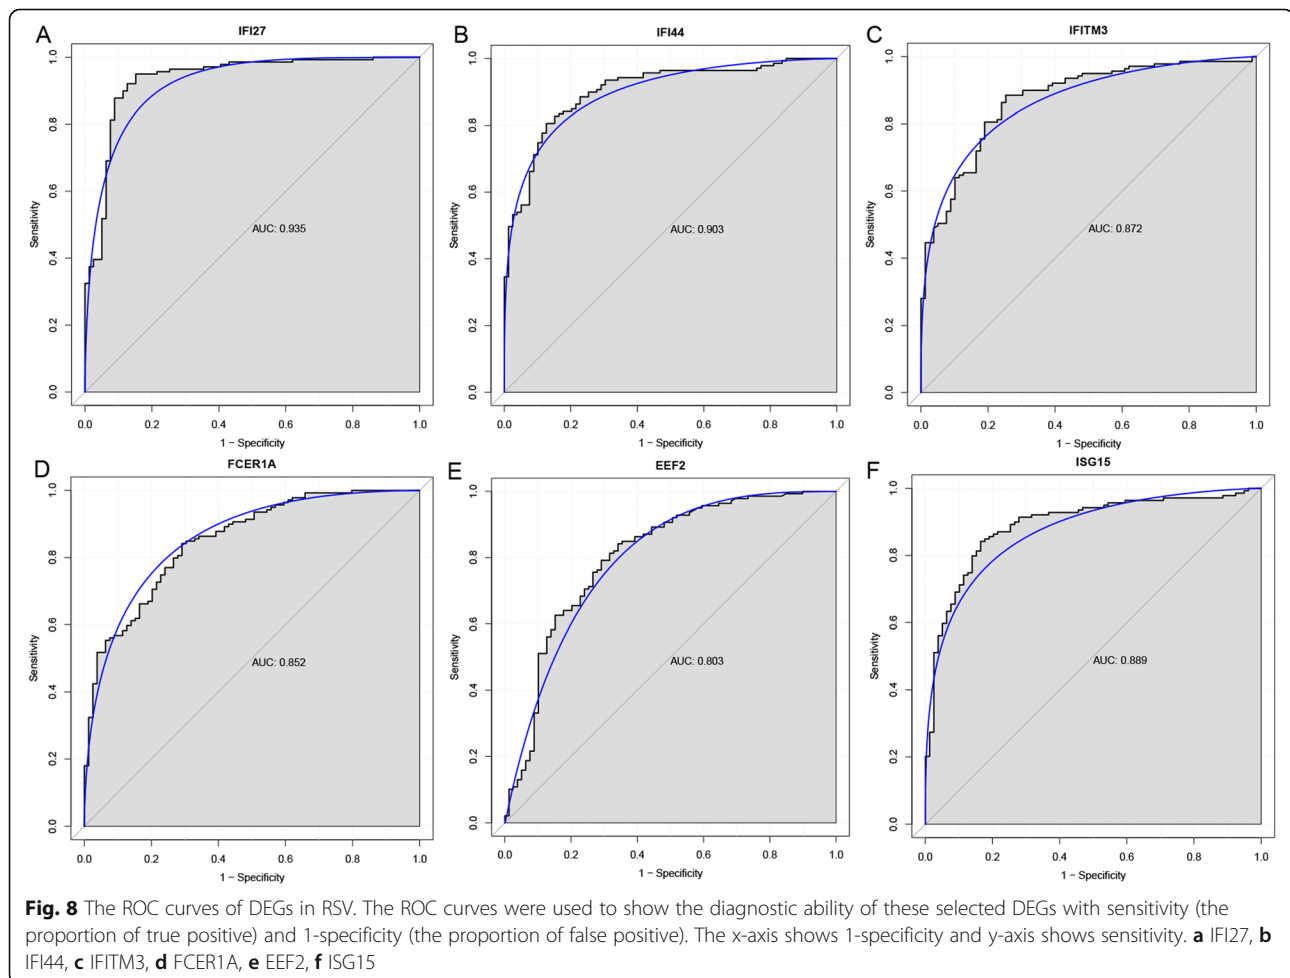 A
IFI27
1.0
0.8
0.6
0.4
0.2
0.0
Sensitivity
AUC: 0.935
0.0 0.2 0.4 0.6 0.8 1.0
1 − Specificity
B
IFI44
1.0
0.8
0.6
0.4
0.2
0.0
Sensitivity
AUC: 0.903
0.0 0.2 0.4 0.6 0.8 1.0
1 − Specificity
C
IFITM3
1.0
0.8
0.6
0.4
0.2
0.0
Sensitivity
AUC: 0.872
0.0 0.2 0.4 0.6 0.8 1.0
1 − Specificity
D
FCER1A
1.0
0.8
0.6
0.4
0.2
0.0
Sensitivity
AUC: 0.852
0.0 0.2 0.4 0.6 0.8 1.0
1 − Specificity
E
EEF2
1.0
0.8
0.6
0.4
0.2
0.0
Sensitivity
AUC: 0.803
0.0 0.2 0.4 0.6 0.8 1.0
1 − Specificity
F
ISG15
1.0
0.8
0.6
0.4
0.2
0.0
Sensitivity
AUC: 0.889
0.0 0.2 0.4 0.6 0.8 1.0
1 − Specificity
Fig. 8 The ROC curves of DEGs in RSV. The ROC curves were used to show the diagnostic ability of these selected DEGs with sensitivity (the
proportion of true positive) and 1-specificity (the proportion of false positive). The x-axis shows 1-specificity and y-axis shows sensitivity. a IFI27, b
IFI44, c IFITM3, d FCER1A, e EEF2, f ISG15